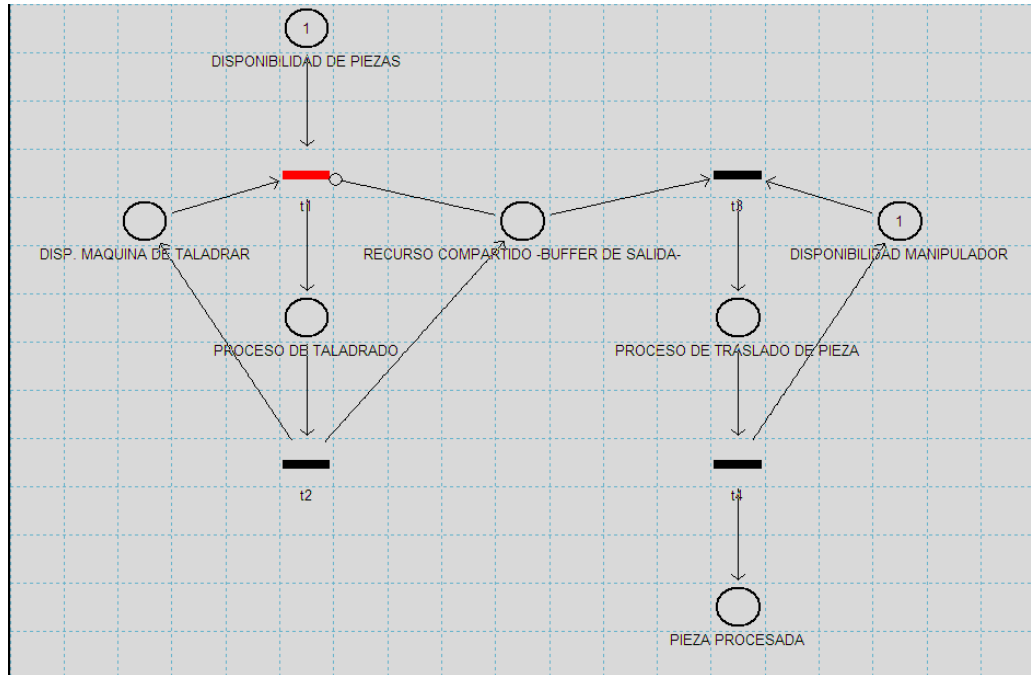 1
DISPONIBILIDAD DE PIEZAS
t1
t3
1
DISP. MAQUINA DE TALADRAR
RECURSO COMPARTIDO -BUFFER DE SALIDA-
DISPONIBILIDAD MANIPULADOR
PROCESO DE TALADRADO
PROCESO DE TRASLADO DE PIEZA
t2
t4
PIEZA PROCESADA